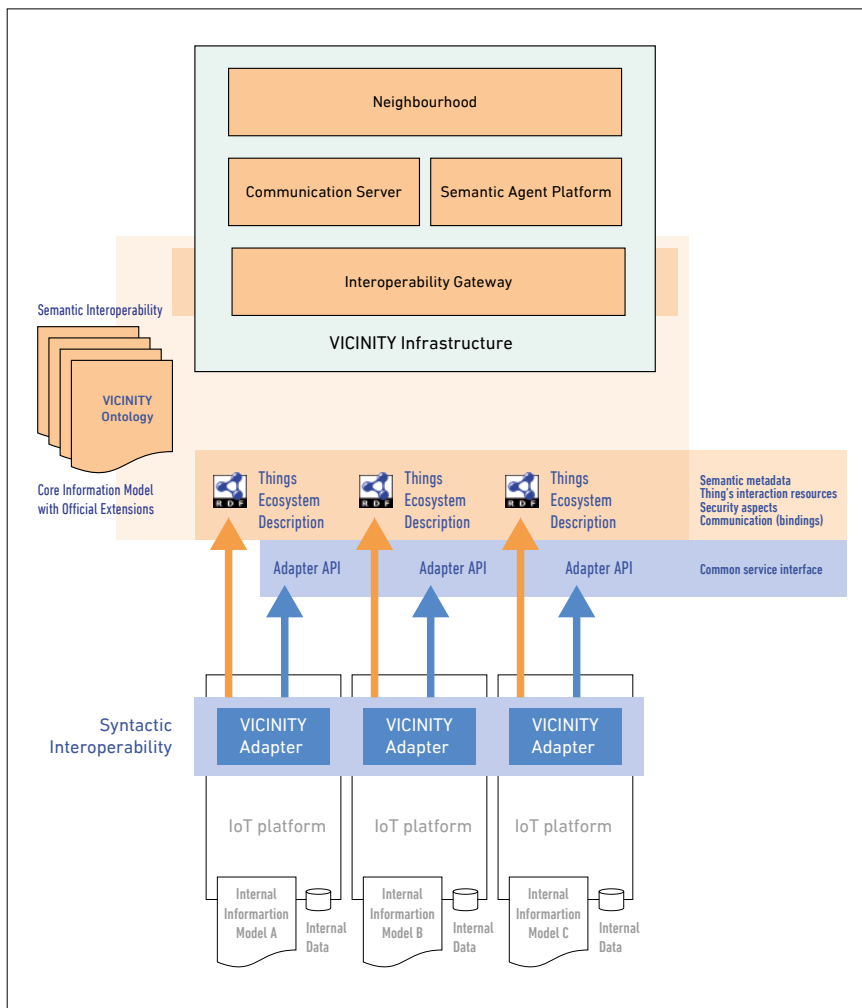 Neighbourhood
Communication Server
Semantic Agent Platform
Interoperability Gateway
VICINITY Infrastructure
Semantic Interoperability
VICINITY
Ontology
Core Information Model
with Official Extensions
RDF
Things
Ecosystem
Description
RDF
Things
Ecosystem
Description
RDF
Things
Ecosystem
Description
Semantic metadata
Thing's interaction resources
Security aspects
Communication (bindings)
Adapter API
Adapter API
Adapter API
Common service interface
Syntactic
Interoperability
VICINITY
Adapter
VICINITY
Adapter
VICINITY
Adapter
IoT platform
IoT platform
IoT platform
Internal
Informartion
Model A
Internal
Data
Internal
Informartion
Model B
Internal
Data
Internal
Informartion
Model C
Internal
Data